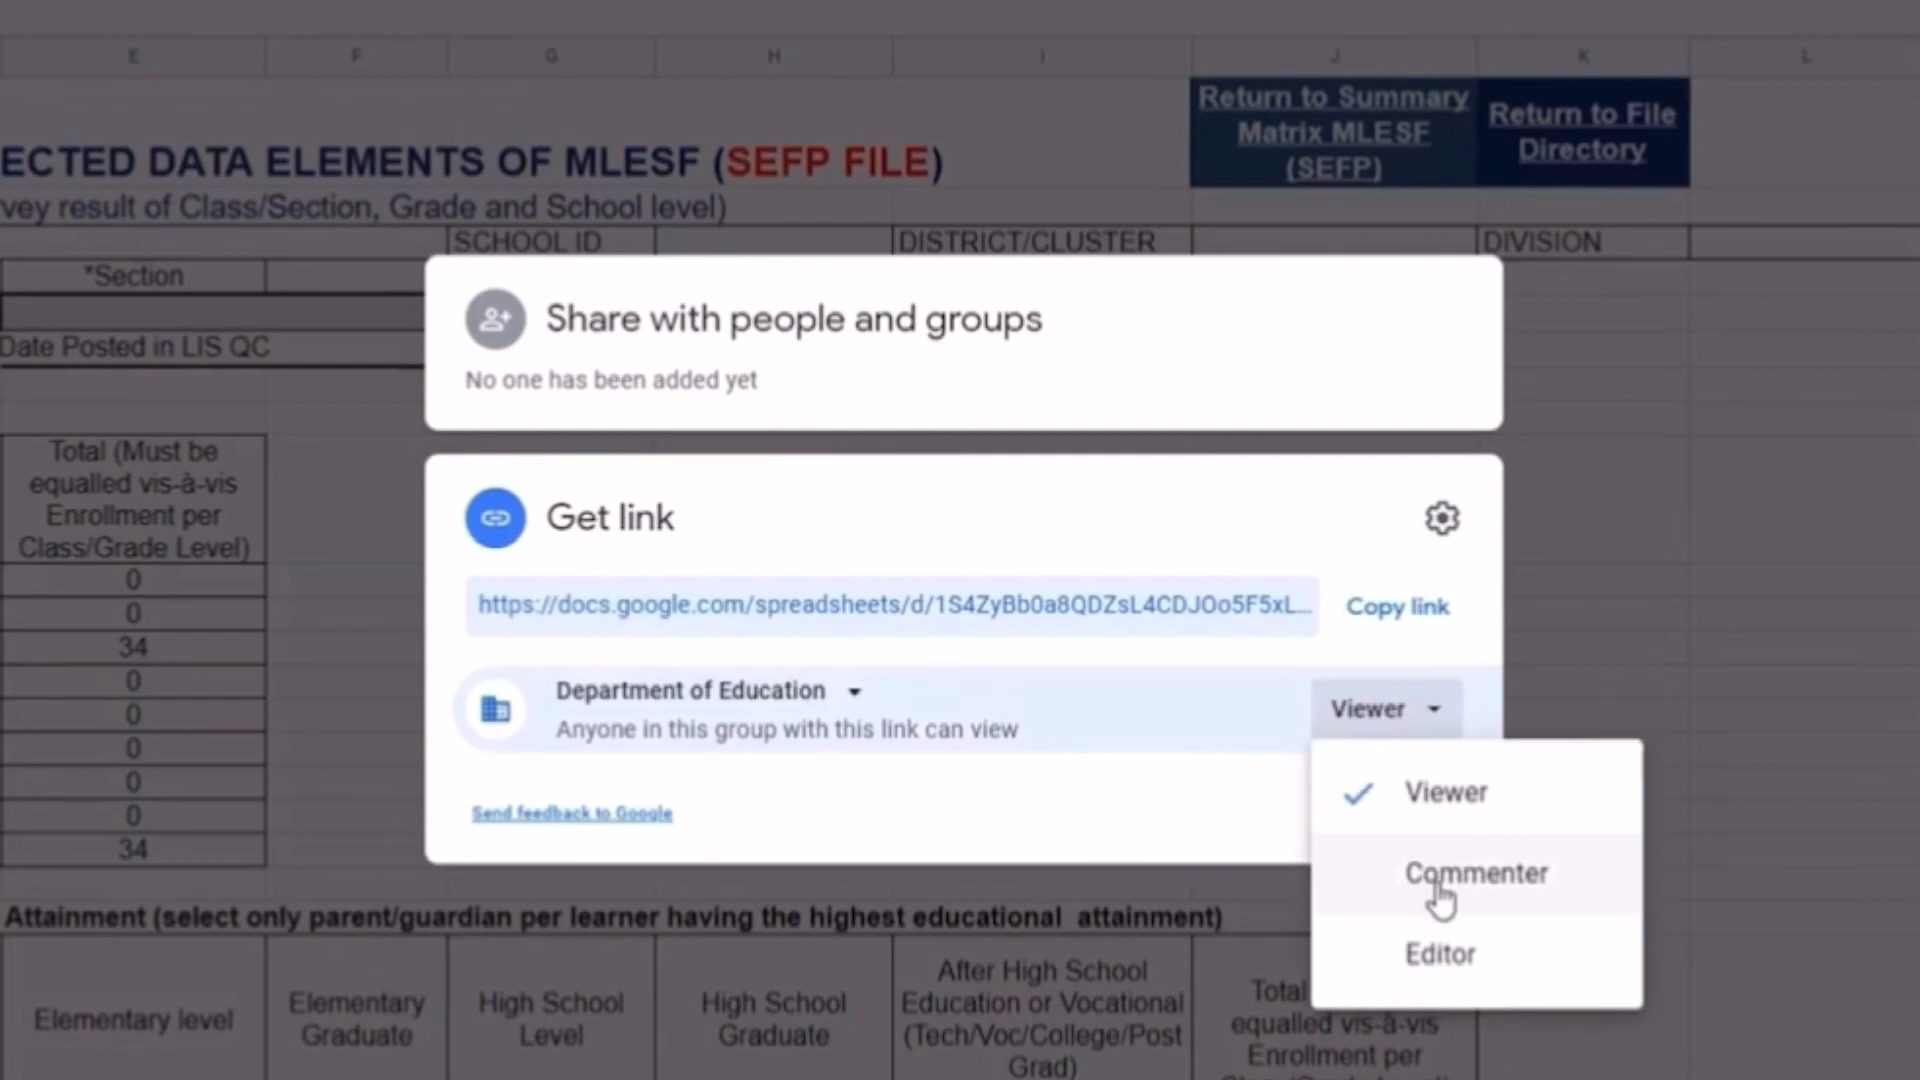 E F G H I J K L
Return to Summary
Matrix MLESF
(SEFP)
Return to File
Directory
ECTED DATA ELEMENTS OF MLESF (SEFP FILE)
vey result of Class/Section, Grade and School level)
SCHOOL ID DISTRICT/CLUSTER DIVISION
*Section
Date Posted in LIS QC
Share with people and groups
No one has been added yet
Total (Must be
equalled vis-à-vis
Enrollment per
Class/Grade Level)
0
0
34
0
0
0
0
0
34
Get link
https://docs.google.com/spreadsheets/d/1S4ZyBb0a8QDZsL4CDJOo5F5xL...
Copy link
Department of Education
Anyone in this group with this link can view
Viewer
Send feedback to Google
Viewer
Commenter
Editor
Attainment (select only parent/guardian per learner having the highest educational attainment)
Elementary level
Elementary
Graduate
High School
Level
High School
Graduate
After High School
Education or Vocational
(Tech/Voc/College/Post
Grad)
Total
equalled vis-à-vis
Enrollment per